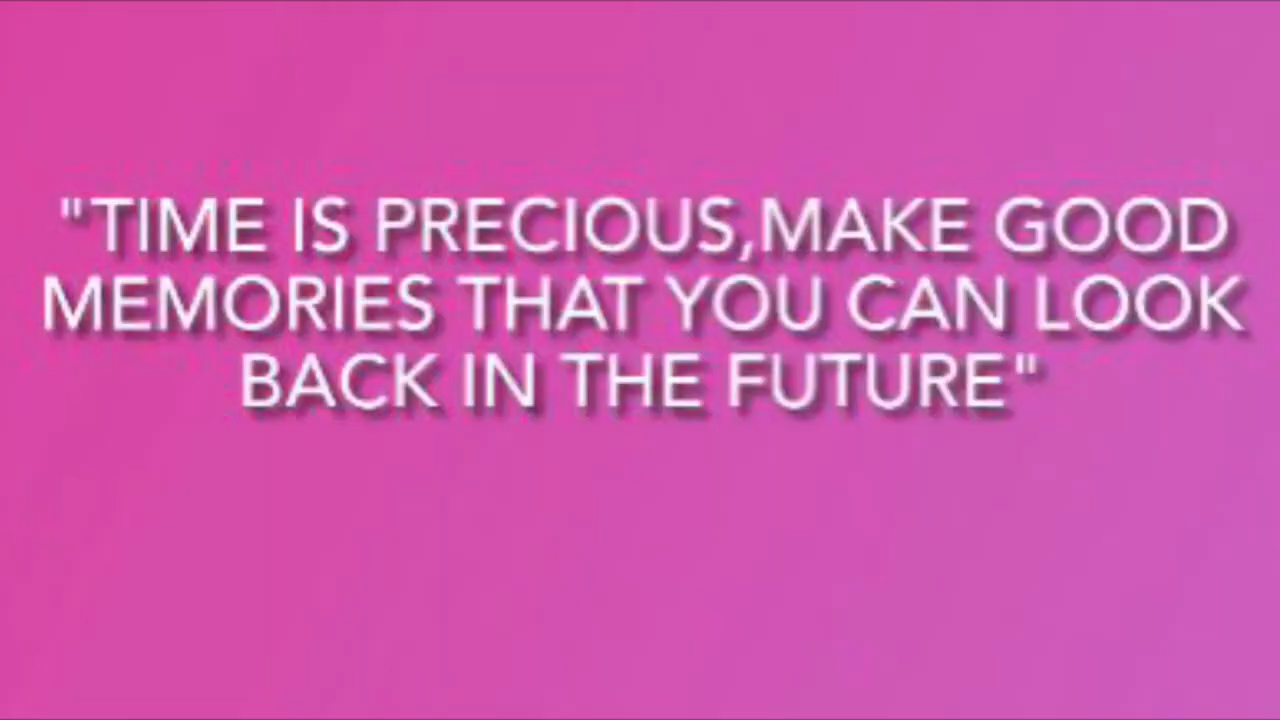 "TIME IS PRECIOUS,MAKE GOOD
MEMORIES THAT YOU CAN LOOK
BACK IN THE FUTURE"